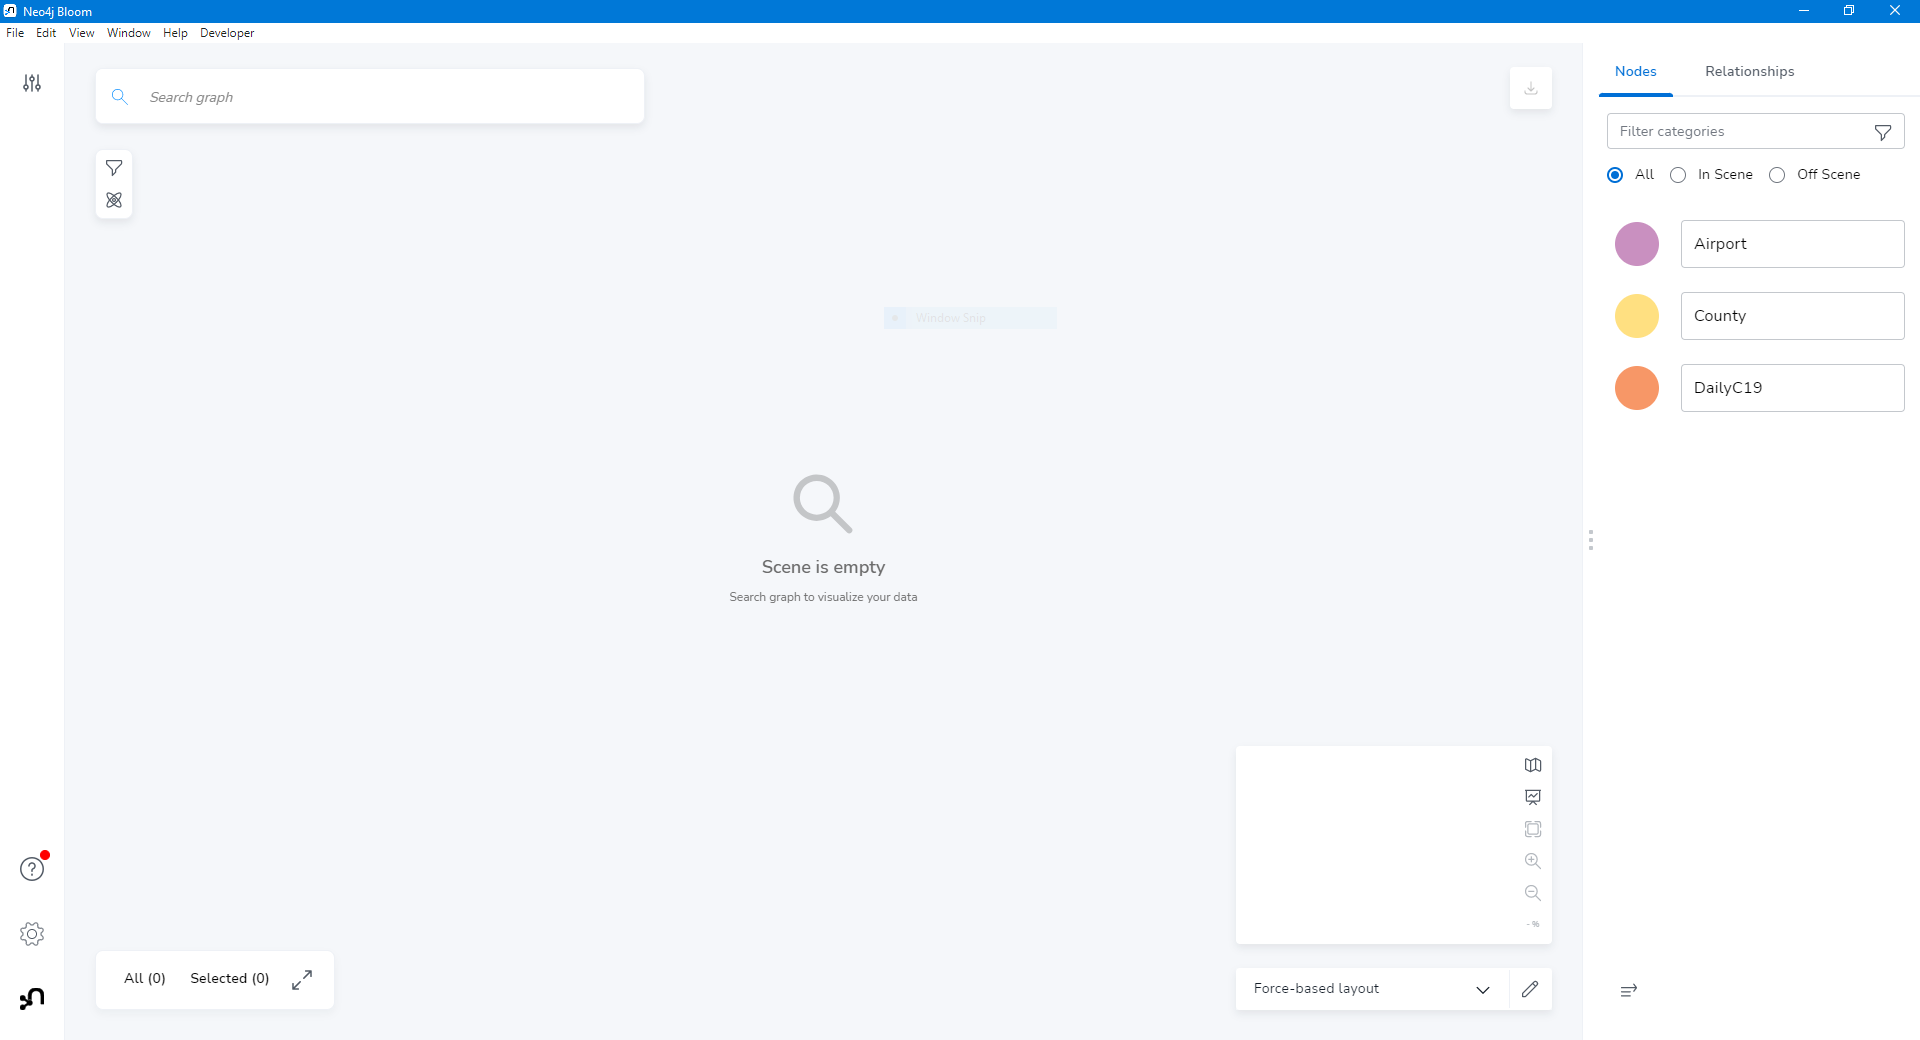 Neo4j Bloom
File Edit View Window Help Developer
Search graph
Nodes Relationships
Filter categories
All In Scene Off Scene
Airport
County
DailyC19
Window Snip
Scene is empty
Search graph to visualize your data
- %
All (0) Selected (0)
Force-based layout